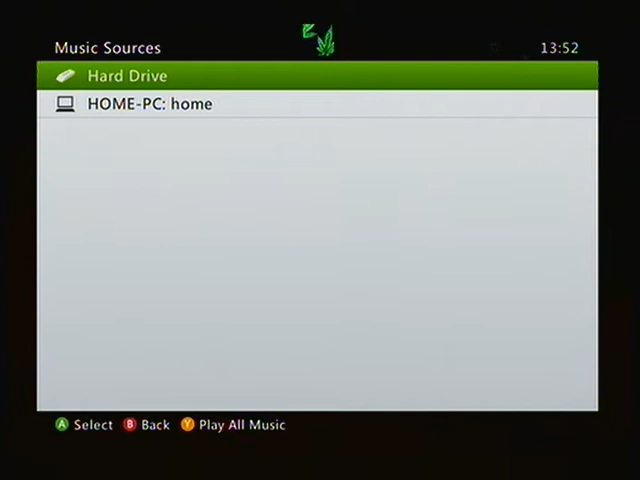 Music Sources 13:52
Hard Drive
HOME-PC: home
A Select B Back Y Play All Music